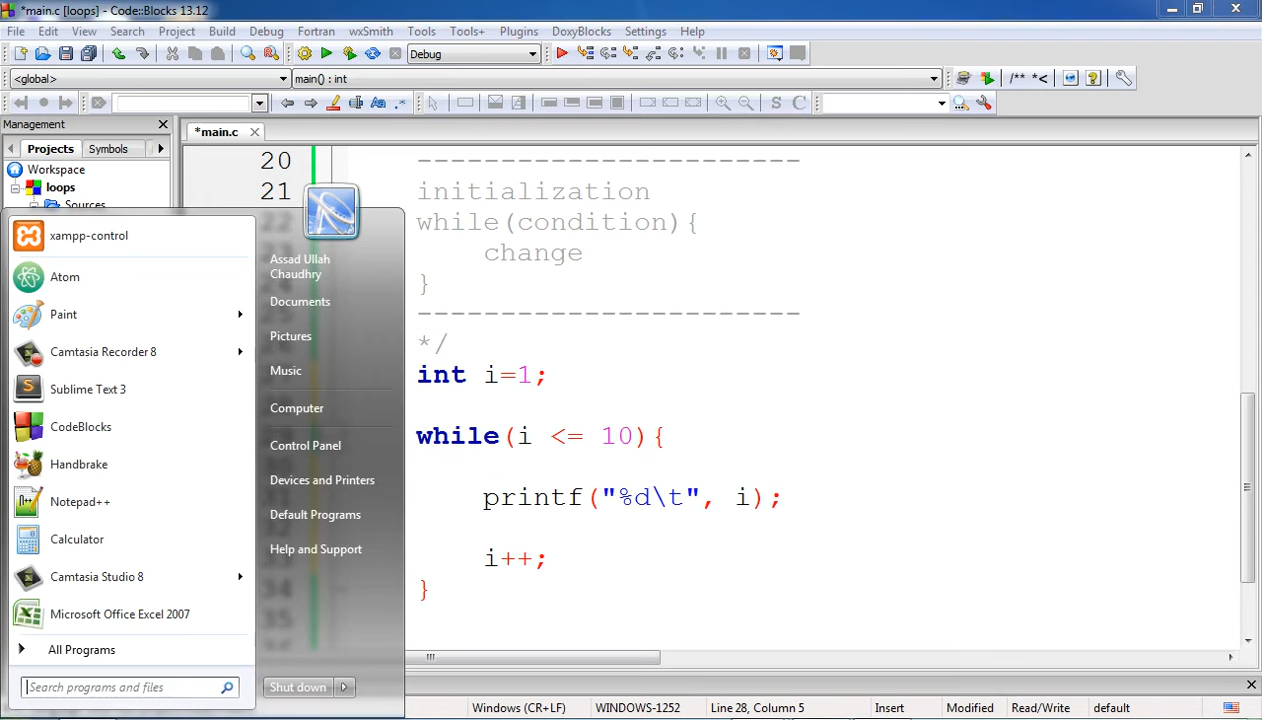 *main.c [loops] - Code::Blocks 13.12
File Edit View Search Project Build Debug Fortran wxSmith Tools Tools+ Plugins DoxyBlocks Settings Help
Debug
<global> main() : int /** *<
S C
Management
Projects Symbols
*main.c
Workspace
loops
Sources
20 -----------------------
21 initialization
22 while(condition){
change
}
-----------------------
*/
int i=1;
while(i <= 10){
printf("%d\t", i);
i++;
34 }
35
xampp-control
Atom
Paint
Camtasia Recorder 8
Sublime Text 3
CodeBlocks
Handbrake
Notepad++
Calculator
Camtasia Studio 8
Microsoft Office Excel 2007
All Programs
Search programs and files
Assad Ullah
Chaudhry
Documents
Pictures
Music
Computer
Control Panel
Devices and Printers
Default Programs
Help and Support
Shut down
Windows (CR+LF) WINDOWS-1252 Line 28, Column 5 Insert Modified Read/Write default